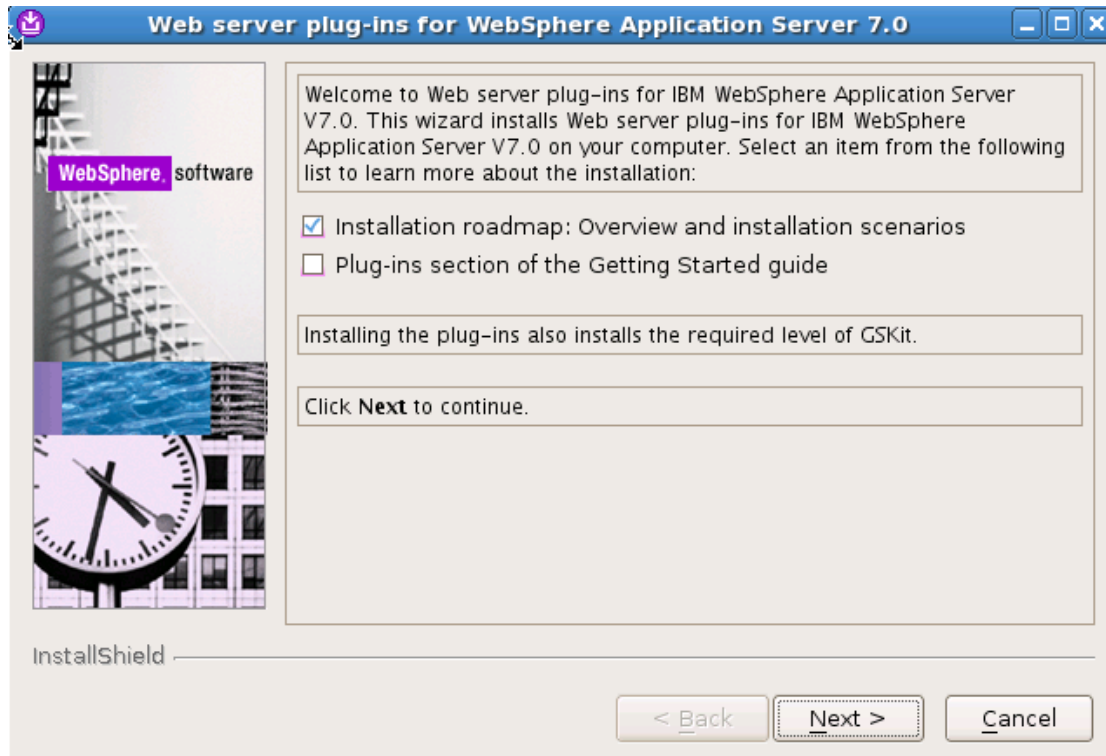 Web server plug-ins for WebSphere Application Server 7.0
WebSphere. software
Welcome to Web server plug-ins for IBM WebSphere Application Server
V7.0. This wizard installs Web server plug-ins for IBM WebSphere
Application Server V7.0 on your computer. Select an item from the following
list to learn more about the installation:
Installation roadmap: Overview and installation scenarios
Plug-ins section of the Getting Started guide
Installing the plug-ins also installs the required level of GSKit.
Click Next to continue.
InstallShield
< Back Next > Cancel